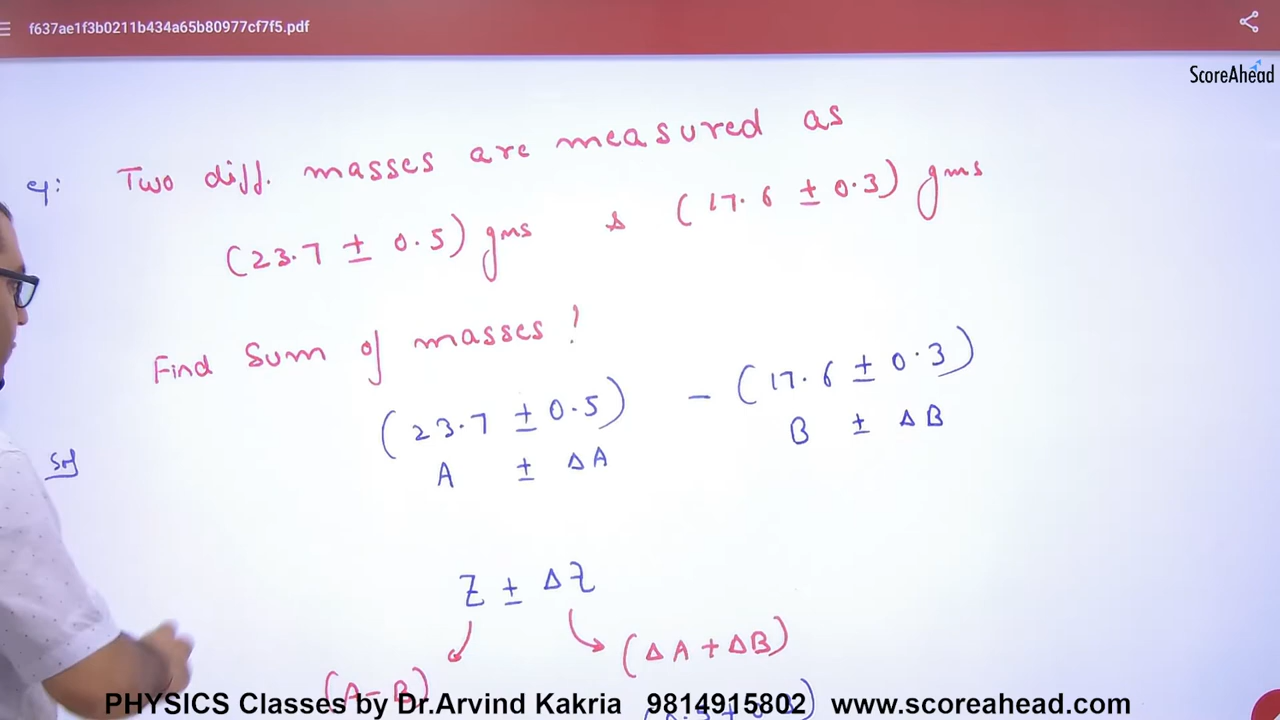 f637ae1f3b0211b434a65b80977cf7f5.pdf
ScoreAhead
eg: Two diff. masses are measured as
(23.7 ± 0.5) gms & (17.6 ± 0.3) gms
Find Sum of masses?
Sol (23.7 ± 0.5) - (17.6 ± 0.3)
A ± ΔA B ± ΔB
Z ± ΔZ
(A - B) (ΔA + ΔB)
PHYSICS Classes by Dr.Arvind Kakria 9814915802 www.scoreahead.com